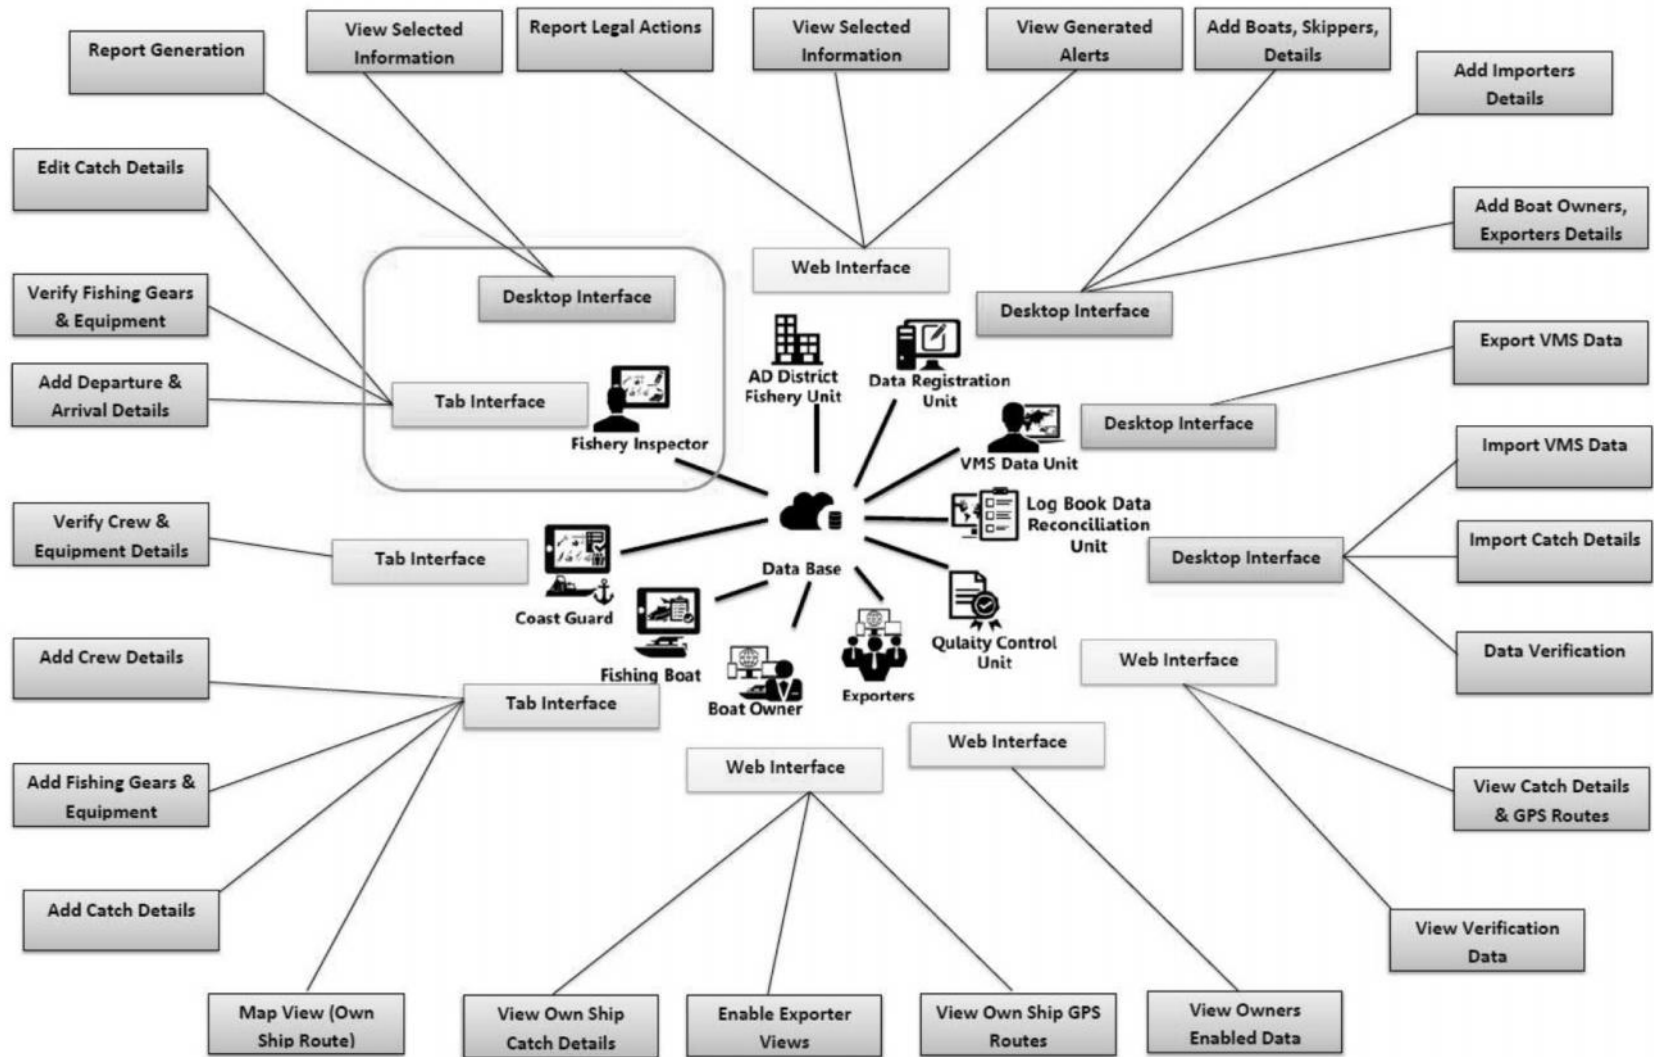 Report Generation
View Selected
Information
Report Legal Actions
View Selected
Information
View Generated
Alerts
Add Boats, Skippers,
Details
Add Importers
Details
Edit Catch Details
Add Boat Owners,
Exporters Details
Web Interface
Desktop Interface
Desktop Interface
Verify Fishing Gears
& Equipment
Export VMS Data
AD District
Fishery Unit
Data Registration
Unit
Add Departure &
Arrival Details
Tab Interface
Fishery Inspector
Desktop Interface
VMS Data Unit
Import VMS Data
Log Book Data
Reconciliation
Unit
Verify Crew &
Equipment Details
Tab Interface
Coast Guard
Data Base
Desktop Interface
Import Catch Details
Qulaity Control
Unit
Data Verification
Add Crew Details
Fishing Boat
Tab Interface
Boat Owner
Exporters
Web Interface
Web Interface
Web Interface
Add Fishing Gears &
Equipment
View Catch Details
& GPS Routes
Add Catch Details
View Verification
Data
Map View (Own
Ship Route)
View Own Ship
Catch Details
Enable Exporter
Views
View Own Ship GPS
Routes
View Owners
Enabled Data